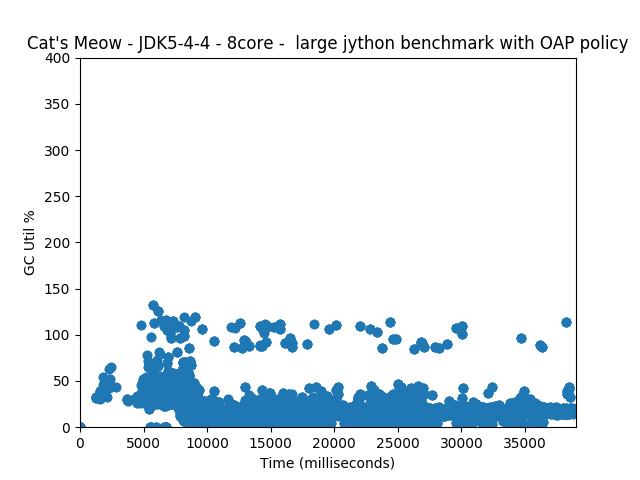 Cat's Meow - JDK5-4-4 - 8core -  large jython benchmark with OAP policy
400
350
300
250
200
150
100
50
0
GC Util %
0 5000 10000 15000 20000 25000 30000 35000
Time (milliseconds)